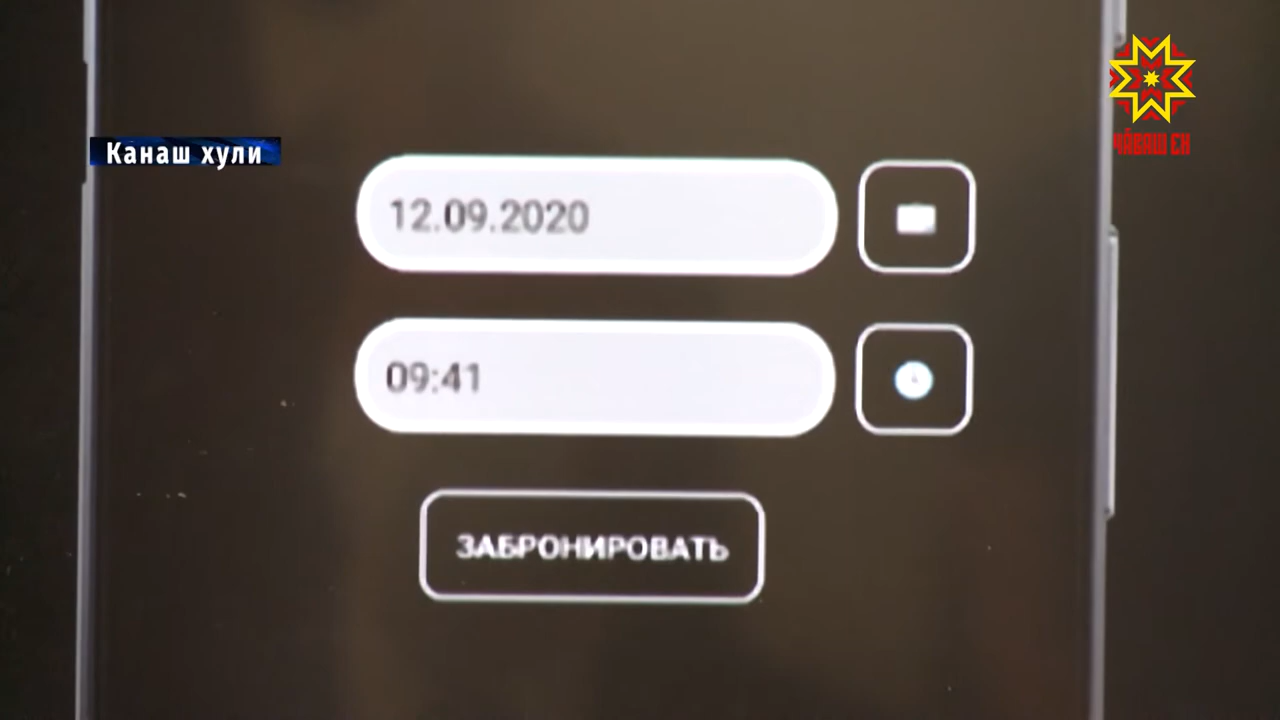 Канаш хули
ЧӐВАШ ЕН
12.09.2020
09:41
ЗАБРОНИРОВАТЬ